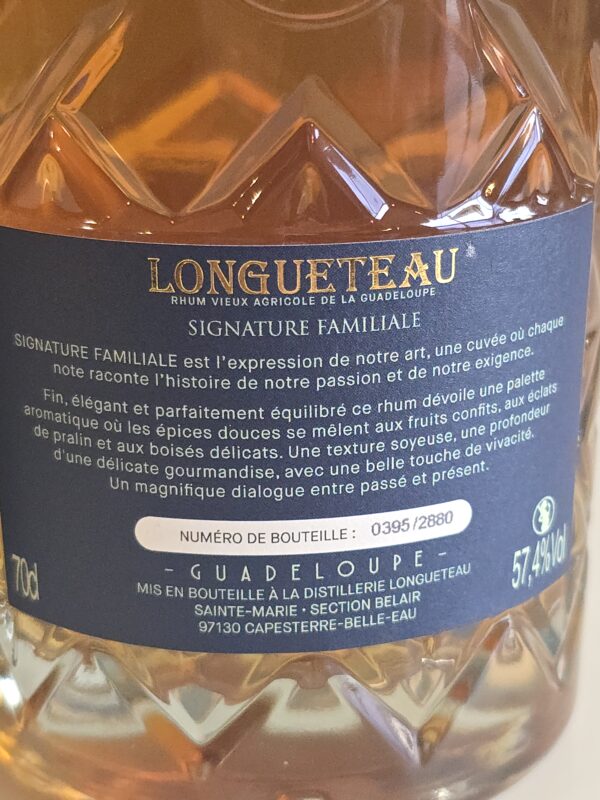 LONGUETEAU
RHUM VIEUX AGRICOLE DE LA GUADELOUPE
SIGNATURE FAMILIALE
SIGNATURE FAMILIALE est l'expression de notre art, une cuvée où chaque
note raconte l'histoire de notre passion et de notre exigence.
Fin, élégant et parfaitement équilibré ce rhum dévoile une palette
aromatique où les épices douces se mêlent aux fruits confits, aux éclats
de pralin et aux boisés délicats. Une texture soyeuse, une profondeur
d'une délicate gourmandise, avec une belle touche de vivacité.
Un magnifique dialogue entre passé et présent.
NUMÉRO DE BOUTEILLE : 0395/2880
- GUADELOUPE -
70cl
57,4%Vol
MIS EN BOUTEILLE À LA DISTILLERIE LONGUETEAU
SAINTE-MARIE · SECTION BELAIR
97130 CAPESTERRE-BELLE-EAU